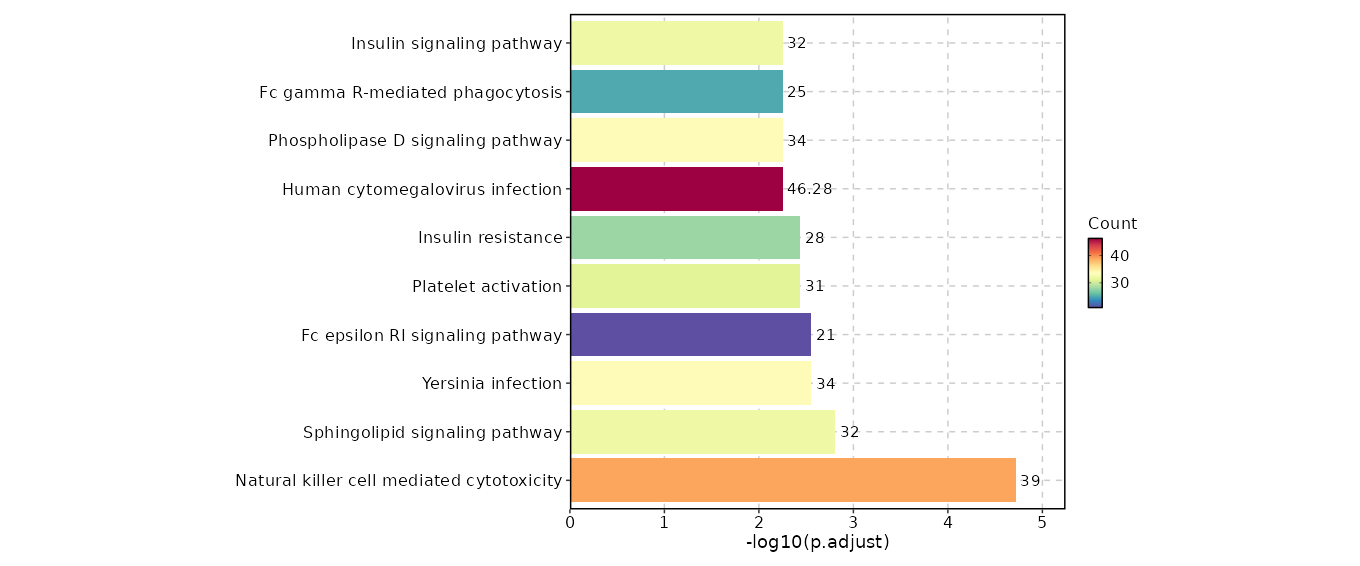 Insulin signaling pathway 32
Fc gamma R-mediated phagocytosis 25
Phospholipase D signaling pathway 34
Human cytomegalovirus infection 46.28
Insulin resistance 28
Platelet activation 31
Fc epsilon RI signaling pathway 21
Yersinia infection 34
Sphingolipid signaling pathway 32
Natural killer cell mediated cytotoxicity 39
0 1 2 3 4 5
-log10(p.adjust)
Count
40
30